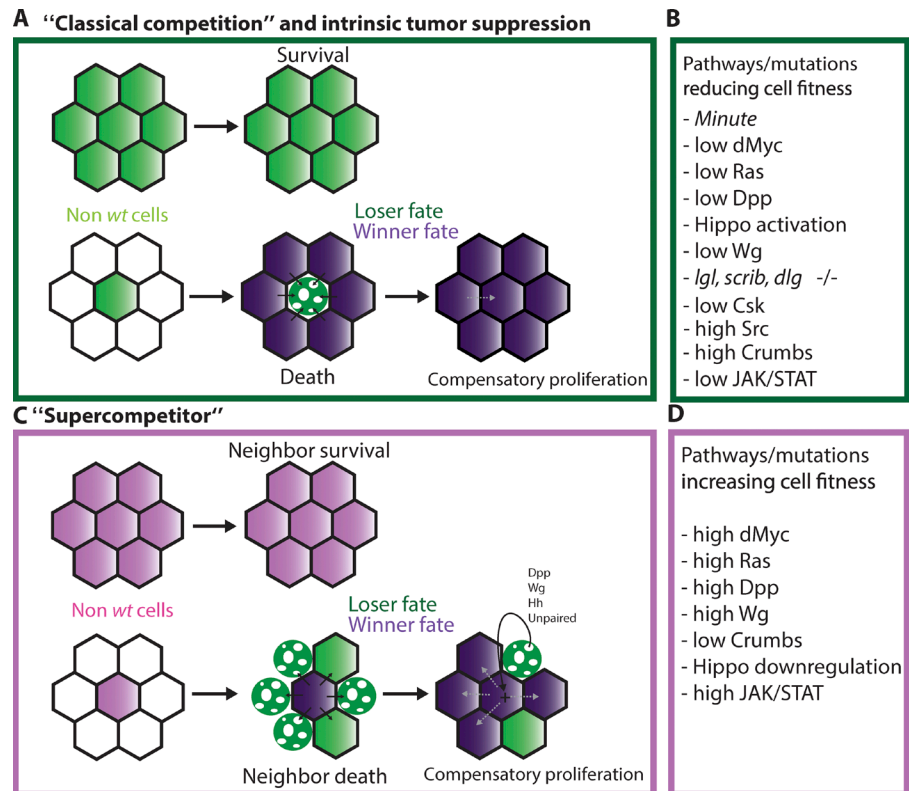 A “Classical competition” and intrinsic tumor suppression
Survival
Non wt cells
Loser fate
Winner fate
Death
Compensatory proliferation
B
Pathways/mutations
reducing cell fitness
- Minute
- low dMyc
- low Ras
- low Dpp
- Hippo activation
- low Wg
- lgl, scrib, dlg -/-
- low Csk
- high Src
- high Crumbs
- low JAK/STAT
C “Supercompetitor”
Neighbor survival
Non wt cells
Loser fate
Winner fate
Dpp
Wg
Hh
Unpaired
+
Neighbor death
Compensatory proliferation
D
Pathways/mutations
increasing cell fitness
- high dMyc
- high Ras
- high Dpp
- high Wg
- low Crumbs
- Hippo downregulation
- high JAK/STAT